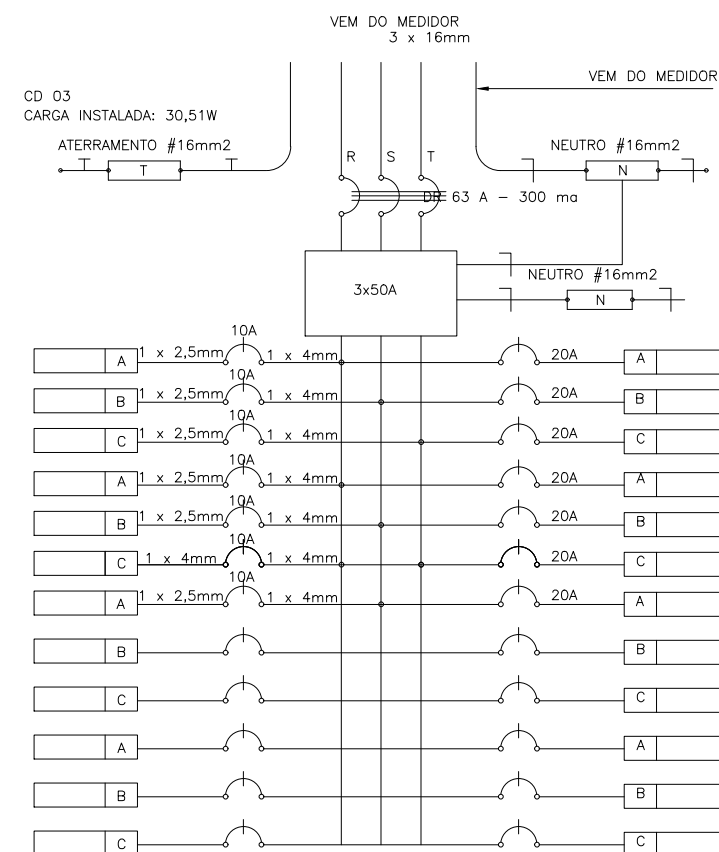 VEM DO MEDIDOR
3 x 16mm
VEM DO MEDIDOR
CD 03
CARGA INSTALADA: 30,51W
ATERRAMENTO #16mm2
T
R S T
NEUTRO #16mm2
N
DR 63 A - 300 ma
3x50A
NEUTRO #16mm2
N
A 1 x 2,5mm 10A 1 x 4mm 20A A
B 1 x 2,5mm 10A 1 x 4mm 20A B
C 1 x 2,5mm 10A 1 x 4mm 20A C
A 1 x 2,5mm 10A 1 x 4mm 20A A
B 1 x 2,5mm 10A 1 x 4mm 20A B
C 1 x 4mm 10A 1 x 4mm 20A C
A 1 x 2,5mm 10A 1 x 4mm 20A A
B B
C C
A A
B B
C C